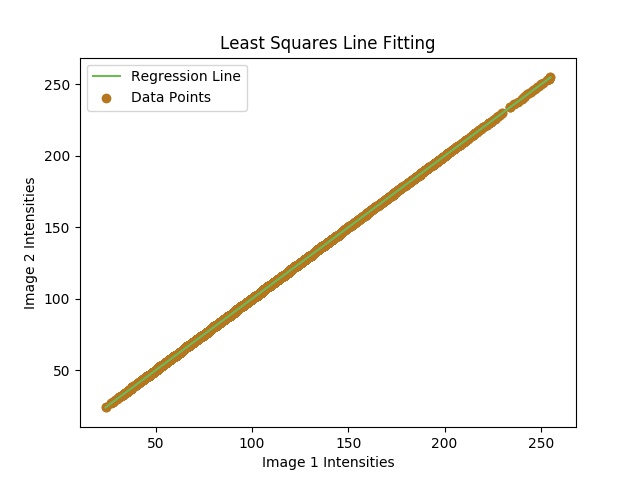 Least Squares Line Fitting
Regression Line
Data Points
250
200
150
100
50
Image 2 Intensities
50 100 150 200 250
Image 1 Intensities